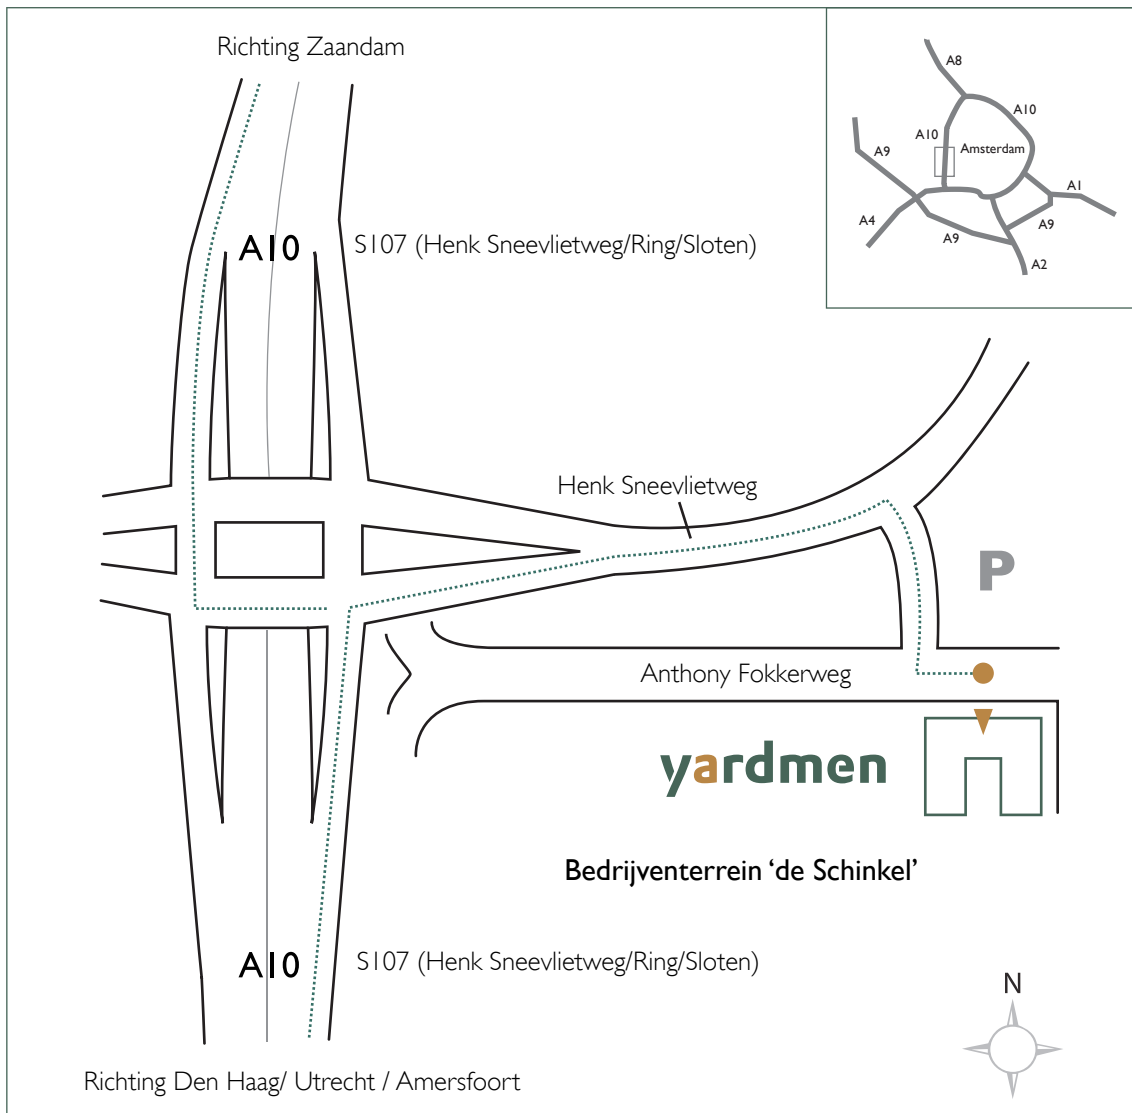 Richting Zaandam
A8
A10
A10
Amsterdam
A9
A1
A4
A9
A9
A2
A10
S107 (Henk Sneevlietweg/Ring/Sloten)
Henk Sneevlietweg
P
Anthony Fokkerweg
yardmen
Bedrijventerrein ‘de Schinkel’
A10
S107 (Henk Sneevlietweg/Ring/Sloten)
N
Richting Den Haag/ Utrecht / Amersfoort